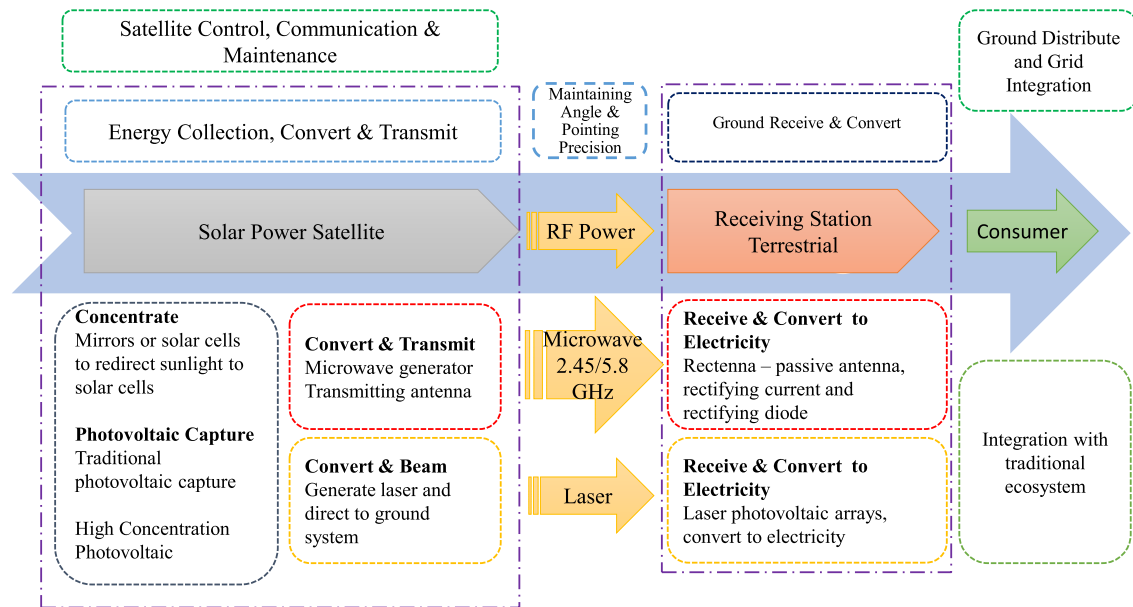 Satellite Control, Communication &
Maintenance
Energy Collection, Convert & Transmit
Maintaining
Angle &
Pointing
Precision
Ground Receive & Convert
Ground Distribute
and Grid
Integration
Solar Power Satellite
RF Power
Receiving Station
Terrestrial
Consumer
Concentrate
Mirrors or solar cells
to redirect sunlight to
solar cells
Photovoltaic Capture
Traditional
photovoltaic capture
High Concentration
Photovoltaic
Convert & Transmit
Microwave generator
Transmitting antenna
Microwave
2.45/5.8
GHz
Receive & Convert to
Electricity
Rectenna – passive antenna,
rectifying current and
rectifying diode
Convert & Beam
Generate laser and
direct to ground
system
Laser
Receive & Convert to
Electricity
Laser photovoltaic arrays,
convert to electricity
Integration with
traditional
ecosystem